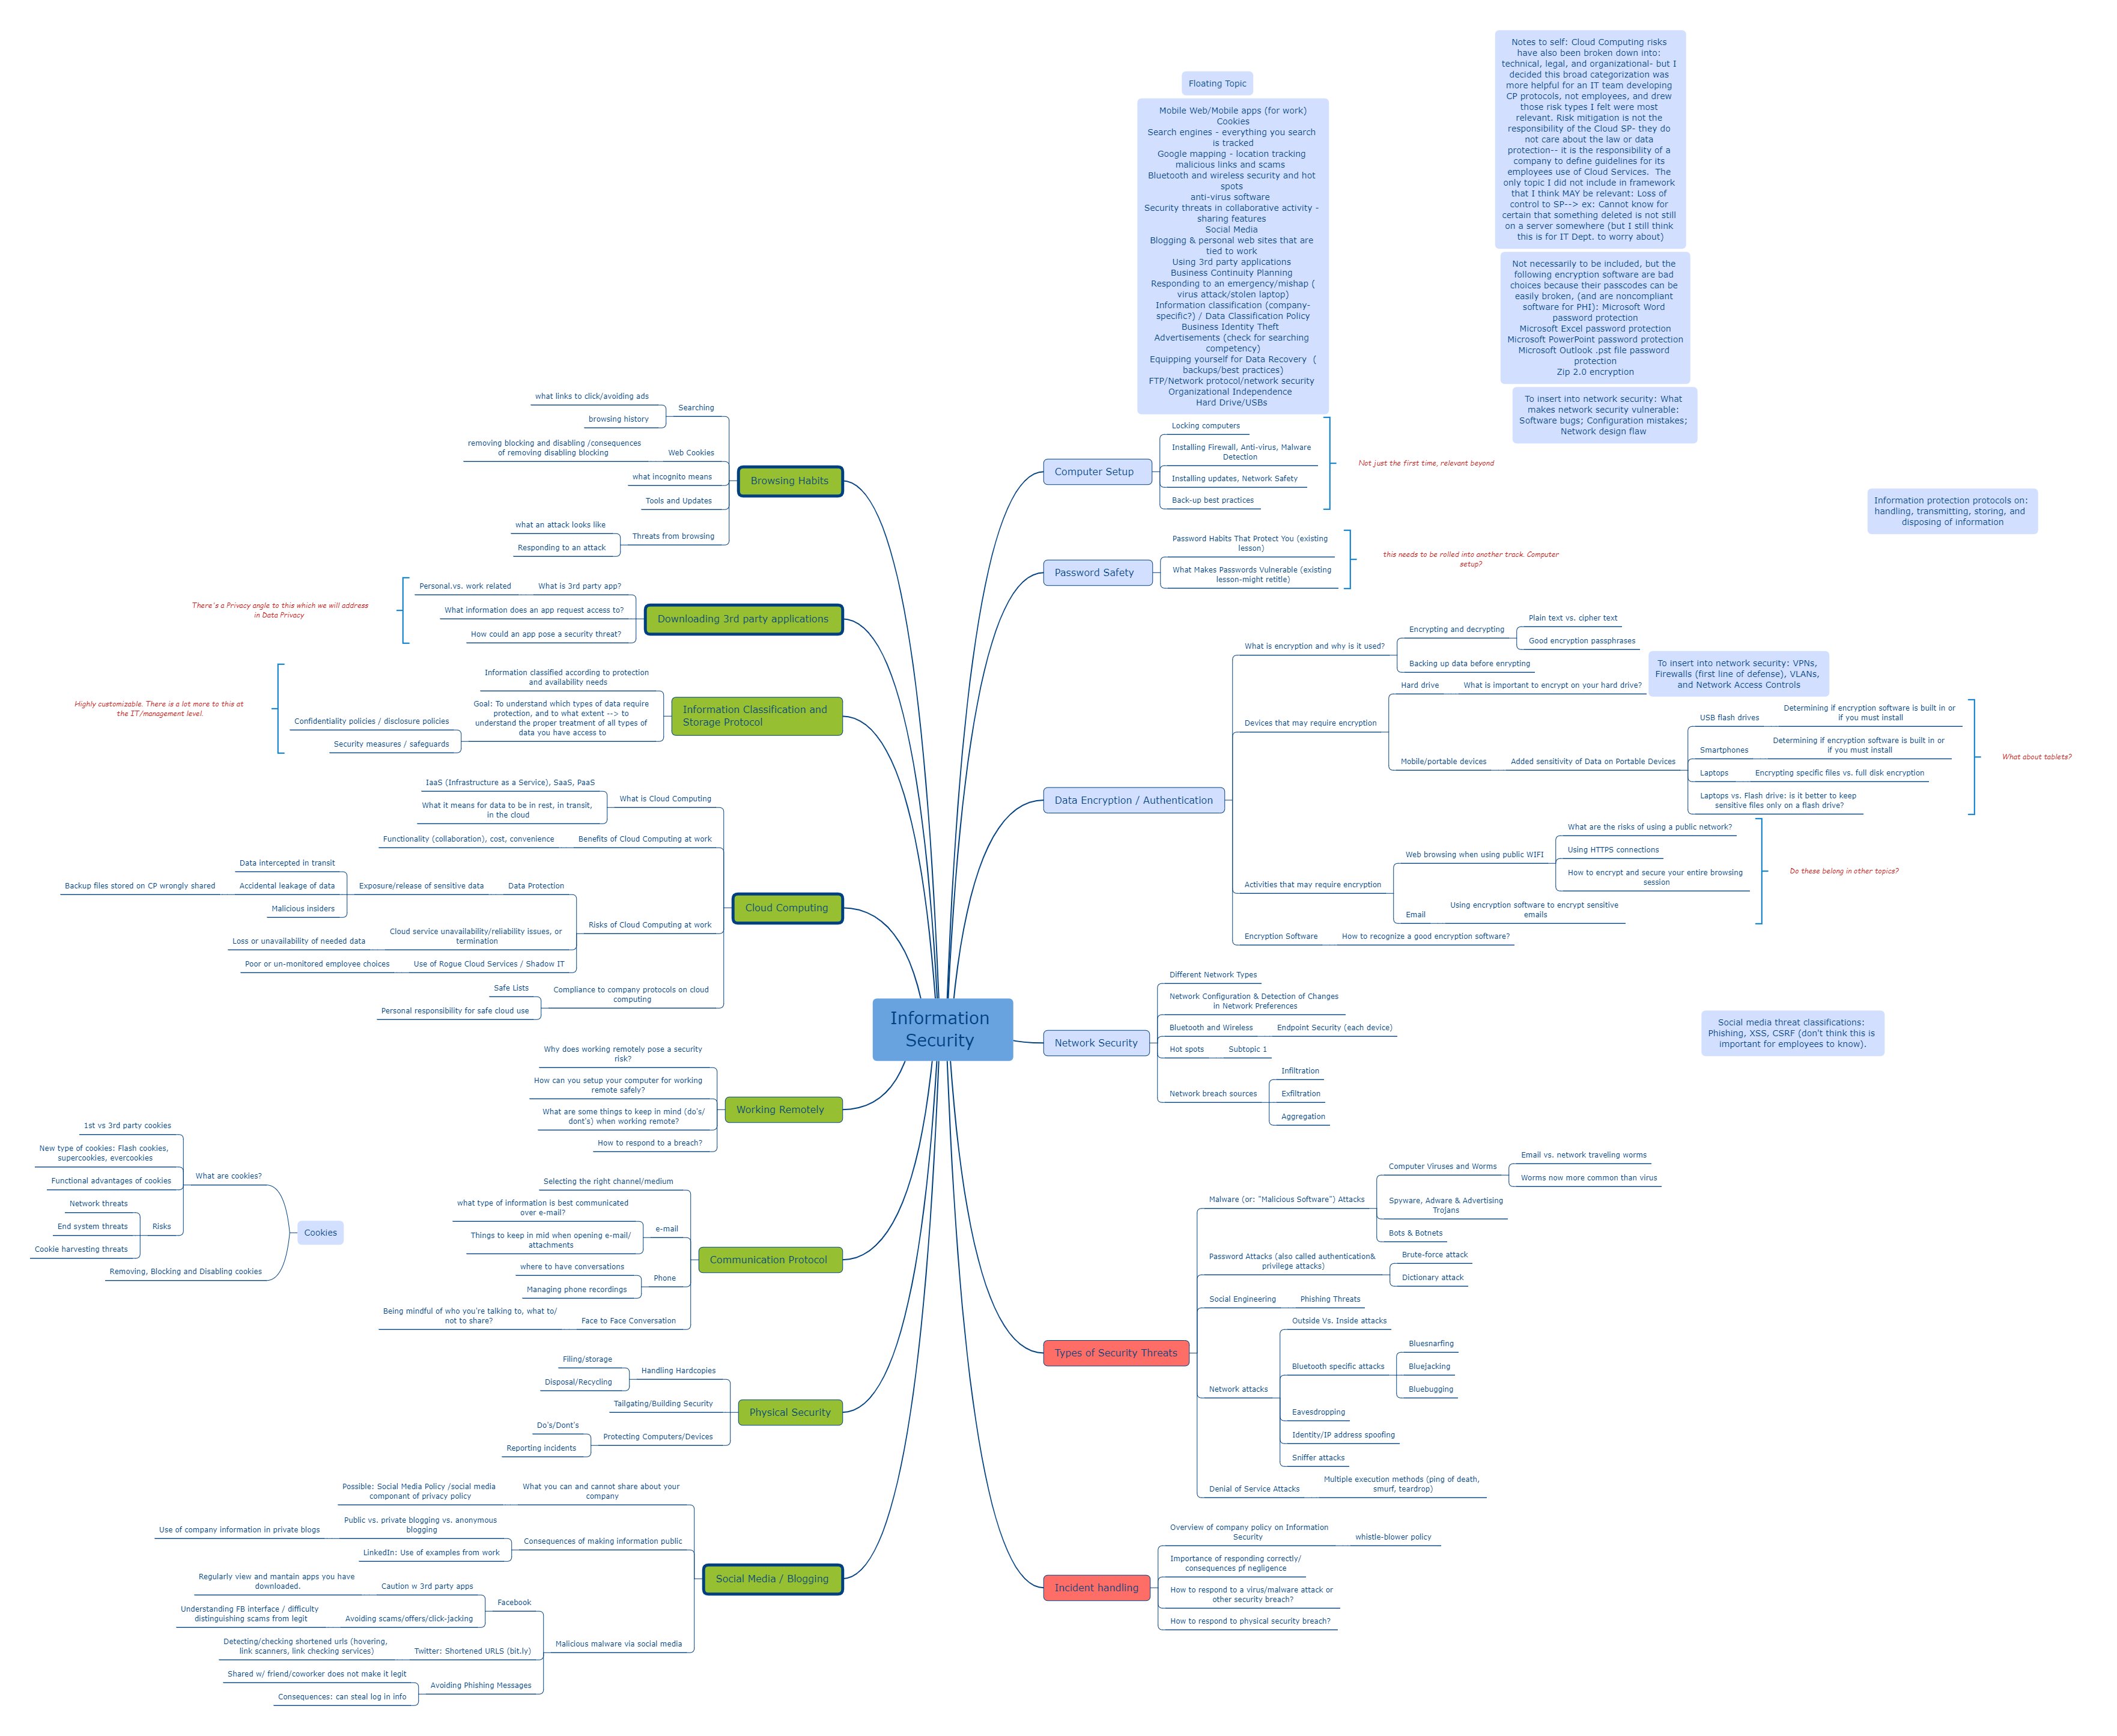 Floating Topic
Mobile Web/Mobile apps (for work)
Cookies
Search engines - everything you search
is tracked
Google mapping - location tracking
malicious links and scams
Bluetooth and wireless security and hot
spots
anti-virus software
Security threats in collaborative activity -
sharing features
Social Media
Blogging & personal web sites that are
tied to work
Using 3rd party applications
Business Continuity Planning
Responding to an emergency/mishap (
virus attack/stolen laptop)
Information classification (company-
specific?) / Data Classification Policy
Business Identity Theft
Advertisements (check for searching
competency)
Equipping yourself for Data Recovery (
backups/best practices)
FTP/Network protocol/network security
Organizational Independence
Hard Drive/USBs
Notes to self: Cloud Computing risks
have also been broken down into:
technical, legal, and organizational- but I
decided this broad categorization was
more helpful for an IT team developing
CP protocols, not employees, and drew
those risk types I felt were most
relevant. Risk mitigation is not the
responsibility of the Cloud SP- they do
not care about the law or data
protection-- it is the responsibility of a
company to define guidelines for its
employees use of Cloud Services. The
only topic I did not include in framework
that I think MAY be relevant: Loss of
control to SP--> ex: Cannot know for
certain that something deleted is not still
on a server somewhere (but I still think
this is for IT Dept. to worry about)
Not necessarily to be included, but the
following encryption software are bad
choices because their passcodes can be
easily broken, (and are noncompliant
software for PHI): Microsoft Word
password protection
Microsoft Excel password protection
Microsoft PowerPoint password protection
Microsoft Outlook .pst file password
protection
Zip 2.0 encryption
To insert into network security: What
makes network security vulnerable:
Software bugs; Configuration mistakes;
Network design flaw
Information protection protocols on:
handling, transmitting, storing, and
disposing of information
Information
Security
Browsing Habits
Searching
what links to click/avoiding ads
browsing history
Web Cookies
removing blocking and disabling /consequences
of removing disabling blocking
what incognito means
Tools and Updates
Threats from browsing
what an attack looks like
Responding to an attack
Downloading 3rd party applications
What is 3rd party app?
Personal.vs. work related
What information does an app request access to?
How could an app pose a security threat?
There's a Privacy angle to this which we will address
in Data Privacy
Information Classification and
Storage Protocol
Information classified according to protection
and availability needs
Goal: To understand which types of data require
protection, and to what extent --> to
understand the proper treatment of all types of
data you have access to
Confidentiality policies / disclosure policies
Security measures / safeguards
Highly customizable. There is a lot more to this at
the IT/management level.
Cloud Computing
What is Cloud Computing
IaaS (Infrastructure as a Service), SaaS, PaaS
What it means for data to be in rest, in transit,
in the cloud
Benefits of Cloud Computing at work
Functionality (collaboration), cost, convenience
Risks of Cloud Computing at work
Data Protection
Exposure/release of sensitive data
Data intercepted in transit
Accidental leakage of data
Backup files stored on CP wrongly shared
Malicious insiders
Cloud service unavailability/reliability issues, or
termination
Loss or unavailability of needed data
Use of Rogue Cloud Services / Shadow IT
Poor or un-monitored employee choices
Compliance to company protocols on cloud
computing
Safe Lists
Personal responsibility for safe cloud use
Working Remotely
Why does working remotely pose a security
risk?
How can you setup your computer for working
remote safely?
What are some things to keep in mind (do's/
dont's) when working remote?
How to respond to a breach?
Communication Protocol
Selecting the right channel/medium
e-mail
what type of information is best communicated
over e-mail?
Things to keep in mid when opening e-mail/
attachments
Phone
where to have conversations
Managing phone recordings
Face to Face Conversation
Being mindful of who you're talking to, what to/
not to share?
Cookies
What are cookies?
1st vs 3rd party cookies
New type of cookies: Flash cookies,
supercookies, evercookies
Functional advantages of cookies
Risks
Network threats
End system threats
Cookie harvesting threats
Removing, Blocking and Disabling cookies
Physical Security
Handling Hardcopies
Filing/storage
Disposal/Recycling
Tailgating/Building Security
Protecting Computers/Devices
Do's/Dont's
Reporting incidents
Social Media / Blogging
What you can and cannot share about your
company
Possible: Social Media Policy /social media
componant of privacy policy
Consequences of making information public
Public vs. private blogging vs. anonymous
blogging
Use of company information in private blogs
LinkedIn: Use of examples from work
Malicious malware via social media
Facebook
Caution w 3rd party apps
Regularly view and mantain apps you have
downloaded.
Avoiding scams/offers/click-jacking
Understanding FB interface / difficulty
distinguishing scams from legit
Twitter: Shortened URLS (bit.ly)
Detecting/checking shortened urls (hovering,
link scanners, link checking services)
Avoiding Phishing Messages
Shared w/ friend/coworker does not make it legit
Consequences: can steal log in info
Computer Setup
Locking computers
Installing Firewall, Anti-virus, Malware
Detection
Installing updates, Network Safety
Back-up best practices
Not just the first time, relevant beyond
Password Safety
Password Habits That Protect You (existing
lesson)
What Makes Passwords Vulnerable (existing
lesson-might retitle)
this needs to be rolled into another track. Computer
setup?
Data Encryption / Authentication
What is encryption and why is it used?
Encrypting and decrypting
Plain text vs. cipher text
Good encryption passphrases
Backing up data before enrypting
To insert into network security: VPNs,
Firewalls (first line of defense), VLANs,
and Network Access Controls
Devices that may require encryption
Hard drive
What is important to encrypt on your hard drive?
Mobile/portable devices
Added sensitivity of Data on Portable Devices
USB flash drives
Determining if encryption software is built in or
if you must install
Smartphones
Determining if encryption software is built in or
if you must install
Laptops
Encrypting specific files vs. full disk encryption
Laptops vs. Flash drive: is it better to keep
sensitive files only on a flash drive?
What about tablets?
Activities that may require encryption
Web browsing when using public WIFI
What are the risks of using a public network?
Using HTTPS connections
How to encrypt and secure your entire browsing
session
Email
Using encryption software to encrypt sensitive
emails
Do these belong in other topics?
Encryption Software
How to recognize a good encryption software?
Network Security
Different Network Types
Network Configuration & Detection of Changes
in Network Preferences
Bluetooth and Wireless
Endpoint Security (each device)
Hot spots
Subtopic 1
Network breach sources
Infiltration
Exfiltration
Aggregation
Social media threat classifications:
Phishing, XSS, CSRF (don't think this is
important for employees to know).
Types of Security Threats
Malware (or: "Malicious Software") Attacks
Computer Viruses and Worms
Email vs. network traveling worms
Worms now more common than virus
Spyware, Adware & Advertising
Trojans
Bots & Botnets
Password Attacks (also called authentication&
privilege attacks)
Brute-force attack
Dictionary attack
Social Engineering
Phishing Threats
Network attacks
Outside Vs. Inside attacks
Bluetooth specific attacks
Bluesnarfing
Bluejacking
Bluebugging
Eavesdropping
Identity/IP address spoofing
Sniffer attacks
Denial of Service Attacks
Multiple execution methods (ping of death,
smurf, teardrop)
Incident handling
Overview of company policy on Information
Security
whistle-blower policy
Importance of responding correctly/
consequences pf negligence
How to respond to a virus/malware attack or
other security breach?
How to respond to physical security breach?